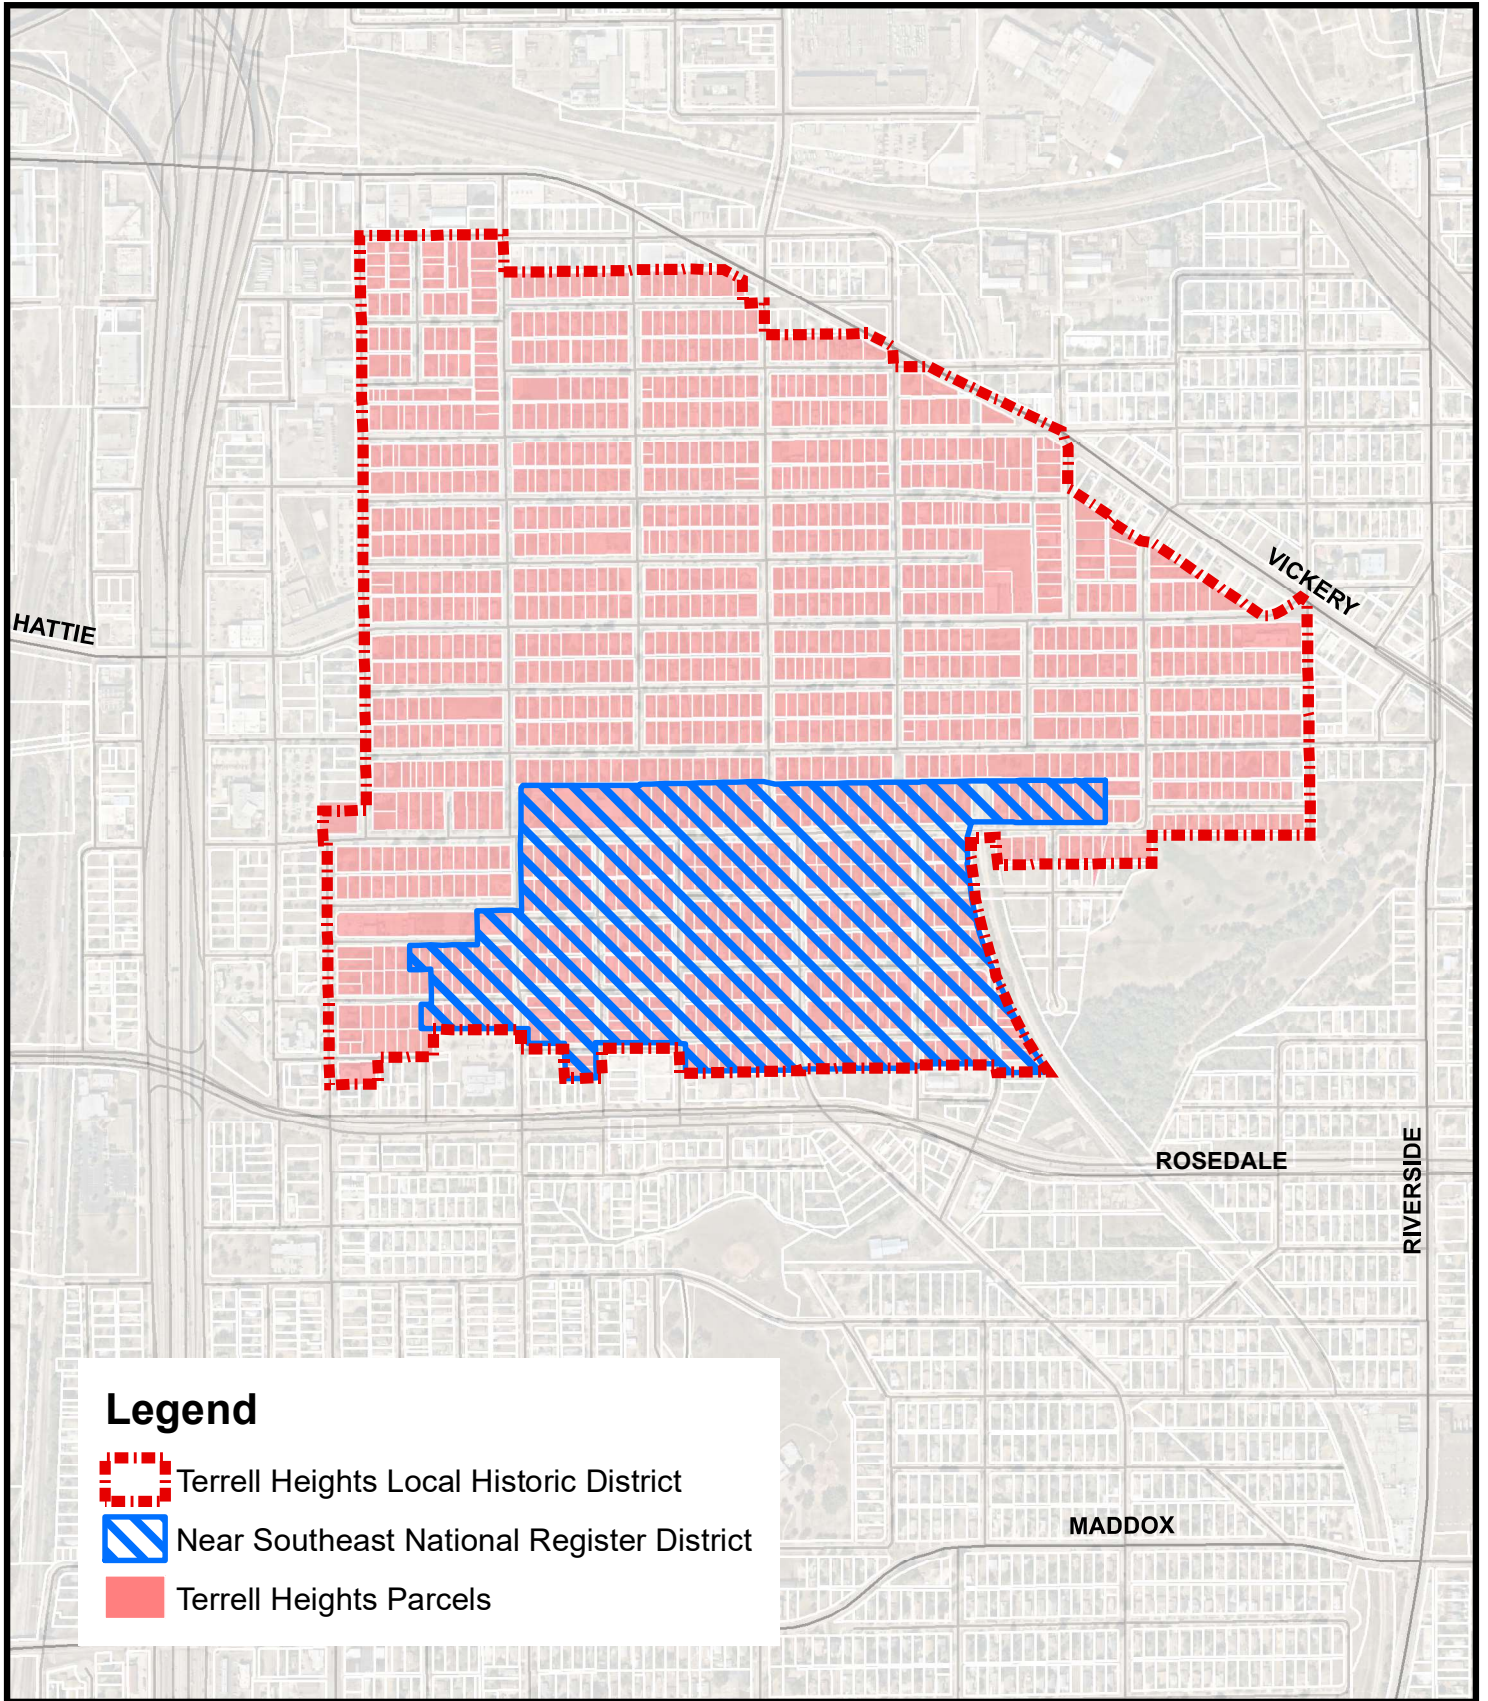 VICKERY
HATTIE
ROSEDALE
RIVERSIDE
Legend
Terrell Heights Local Historic District
Near Southeast National Register District
Terrell Heights Parcels
MADDOX